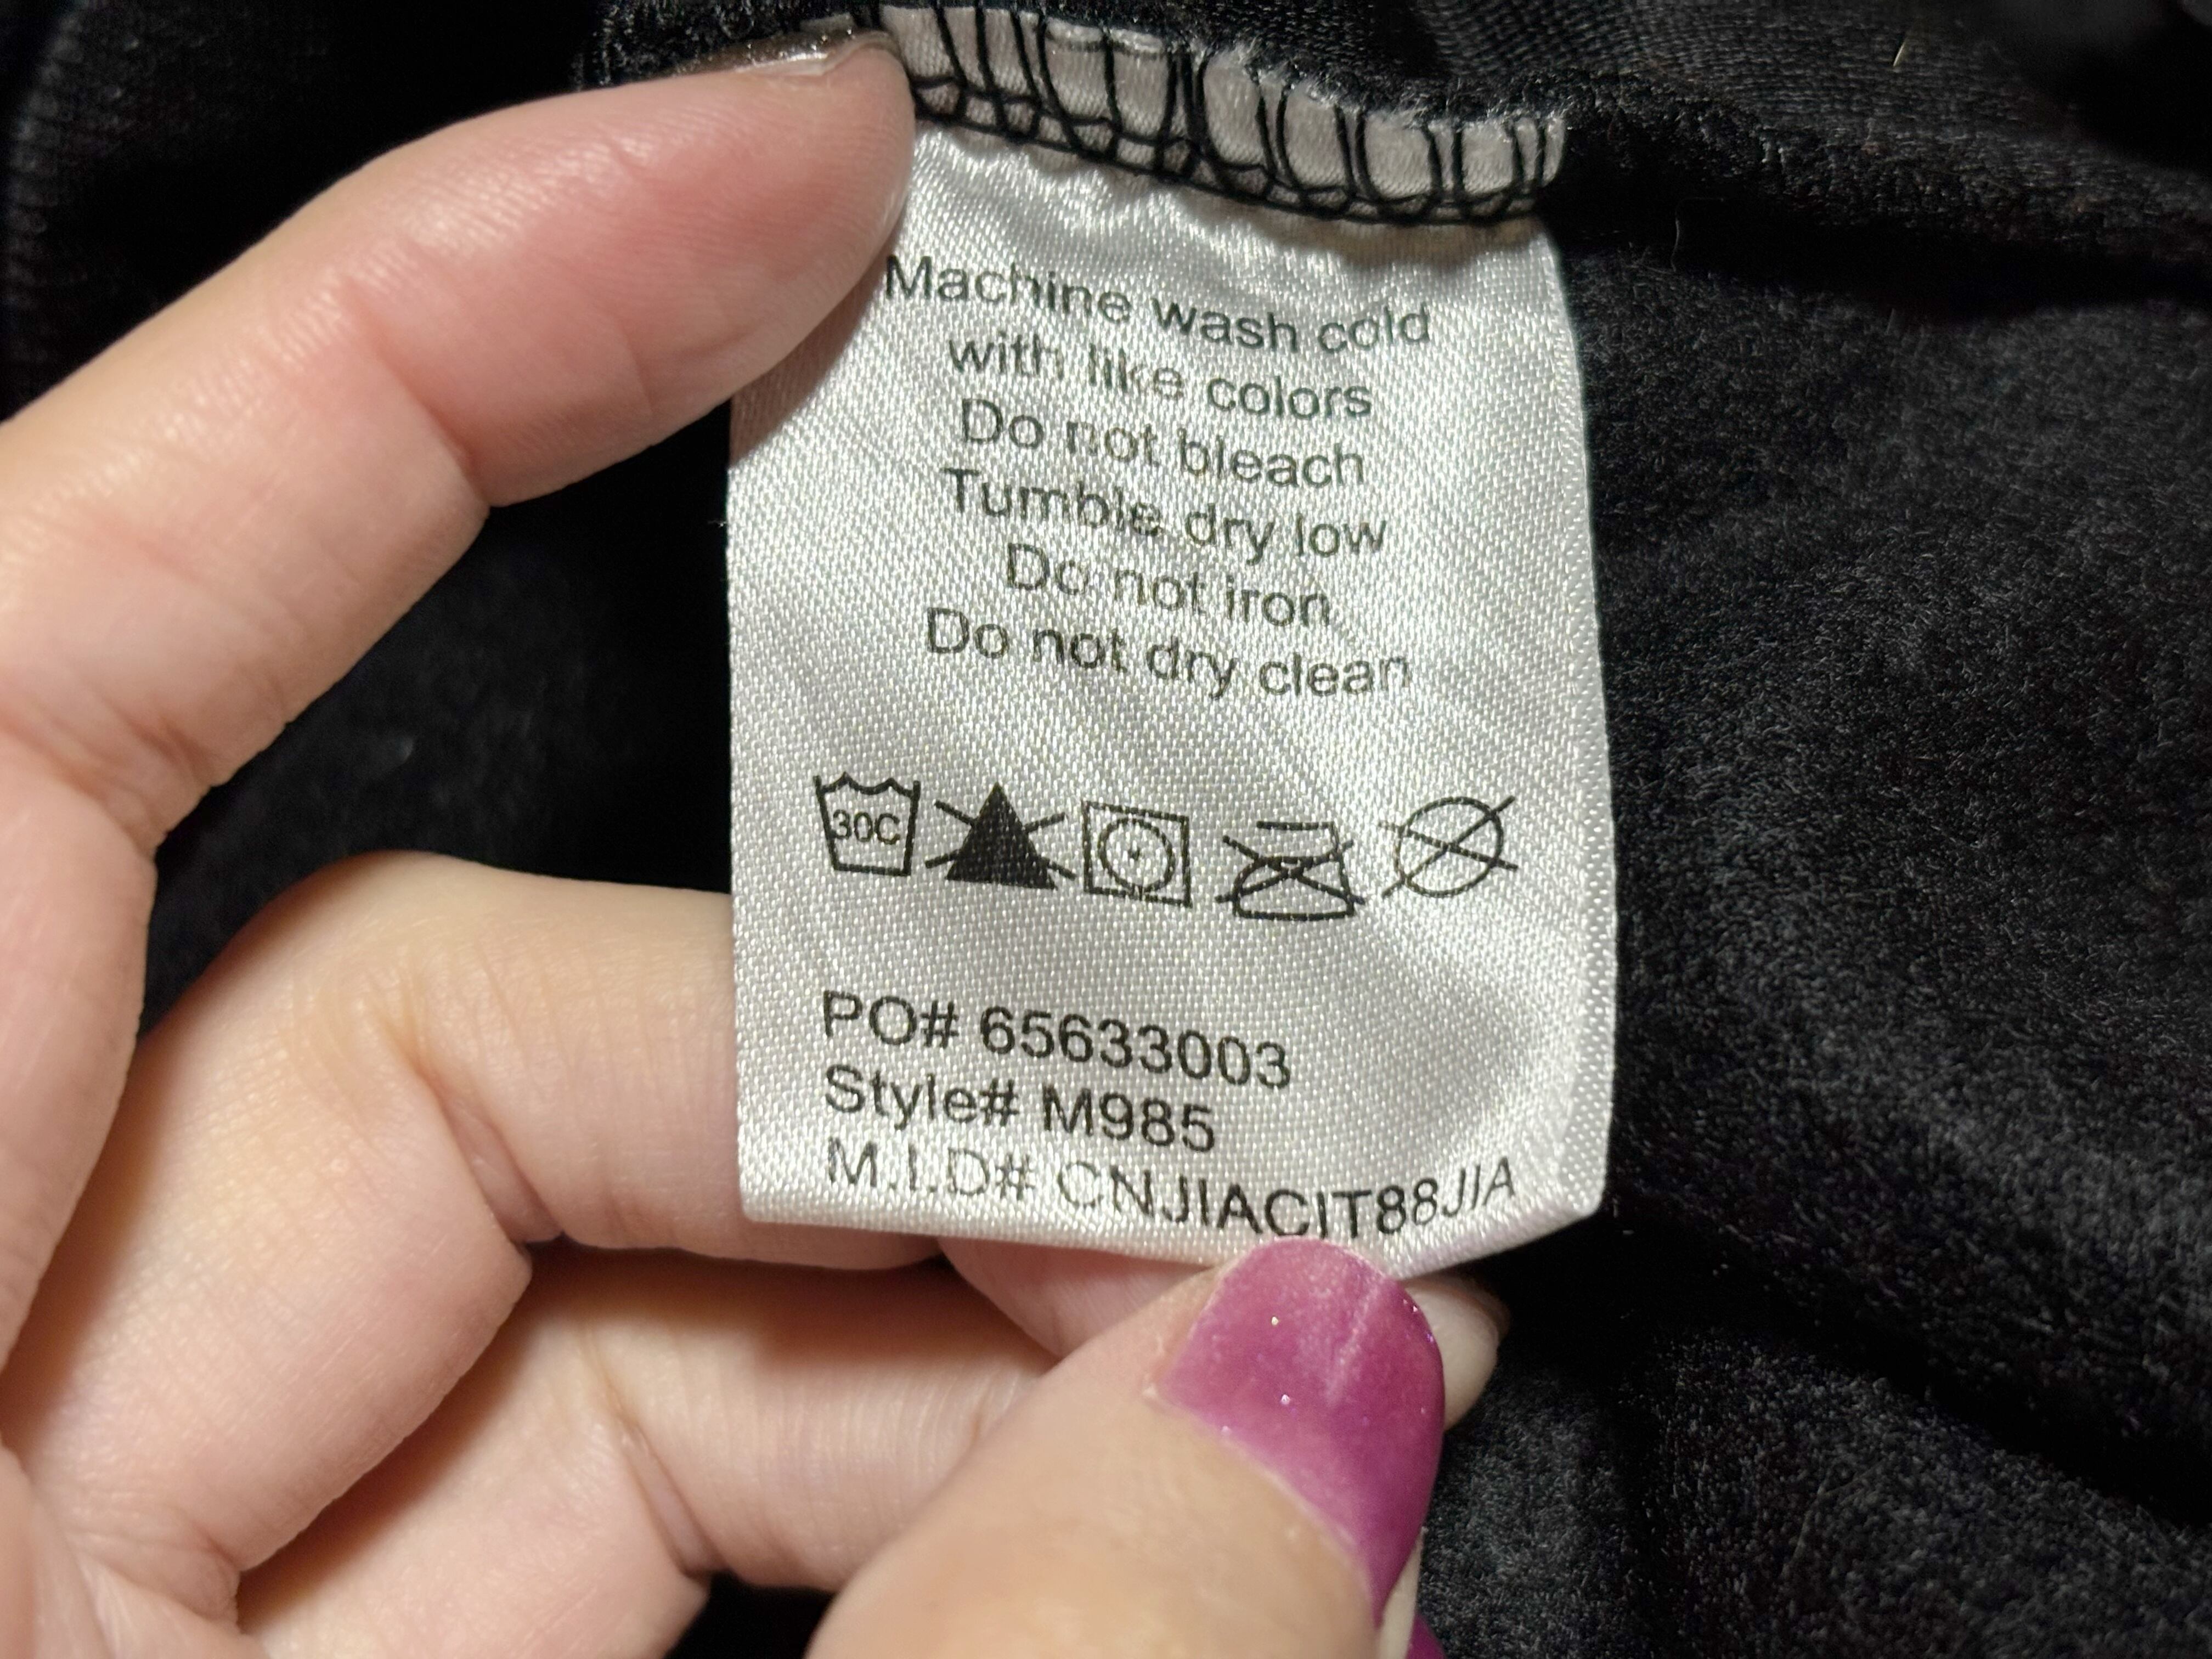 Machine wash cold
with like colors
Do not bleach
Tumble dry low
Do not iron
Do not dry clean
30C
PO# 65633003
Style# M985
M.I.D# CNJIACIT88JIA